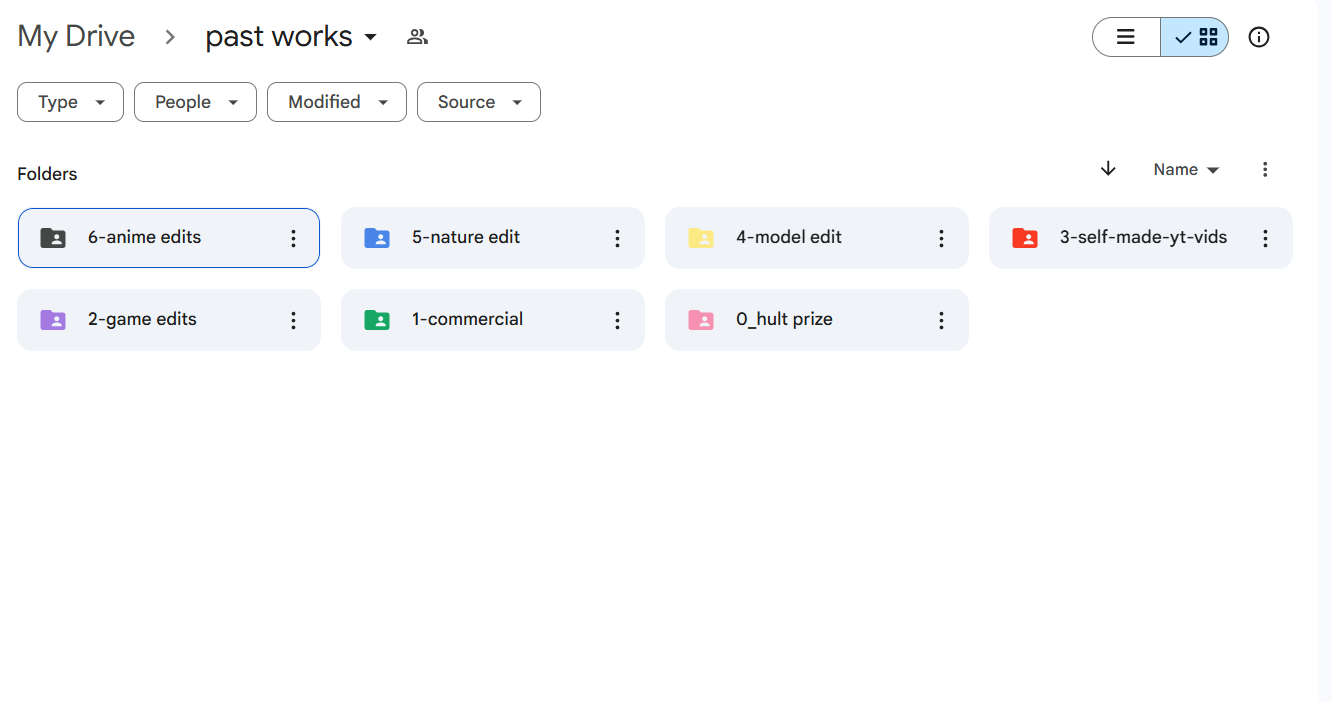 My Drive > past works
Type People Modified Source
Folders Name
6-anime edits 5-nature edit 4-model edit 3-self-made-yt-vids
2-game edits 1-commercial 0_hult prize